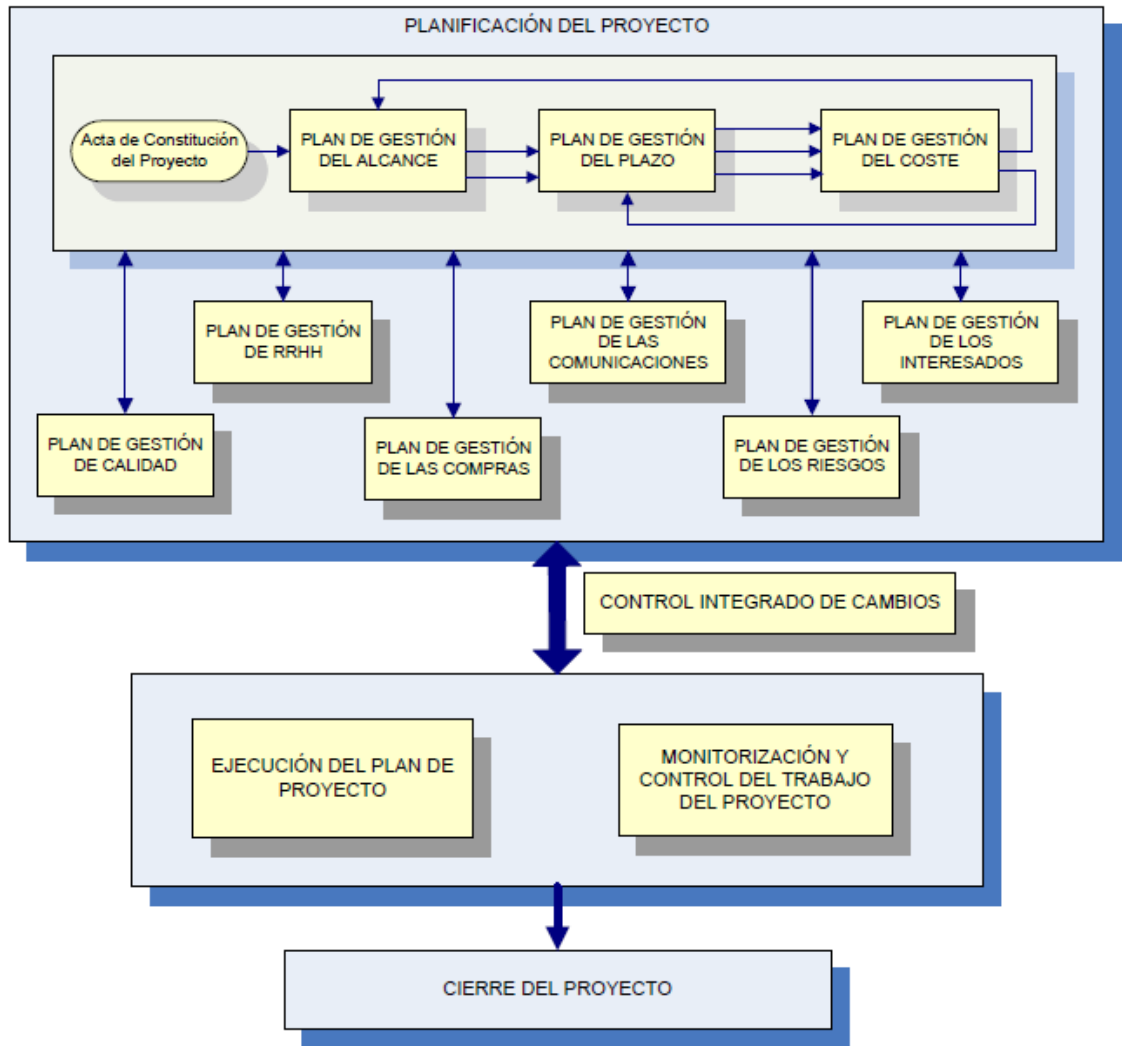 PLANIFICACIÓN DEL PROYECTO
Acta de Constitución
del Proyecto
PLAN DE GESTIÓN
DEL ALCANCE
PLAN DE GESTIÓN
DEL PLAZO
PLAN DE GESTIÓN
DEL COSTE
PLAN DE GESTIÓN
DE RRHH
PLAN DE GESTIÓN
DE LAS
COMUNICACIONES
PLAN DE GESTIÓN
DE LOS
INTERESADOS
PLAN DE GESTIÓN
DE CALIDAD
PLAN DE GESTIÓN
DE LAS COMPRAS
PLAN DE GESTIÓN
DE LOS RIESGOS
CONTROL INTEGRADO DE CAMBIOS
EJECUCIÓN DEL PLAN DE
PROYECTO
MONITORIZACIÓN Y
CONTROL DEL TRABAJO
DEL PROYECTO
CIERRE DEL PROYECTO